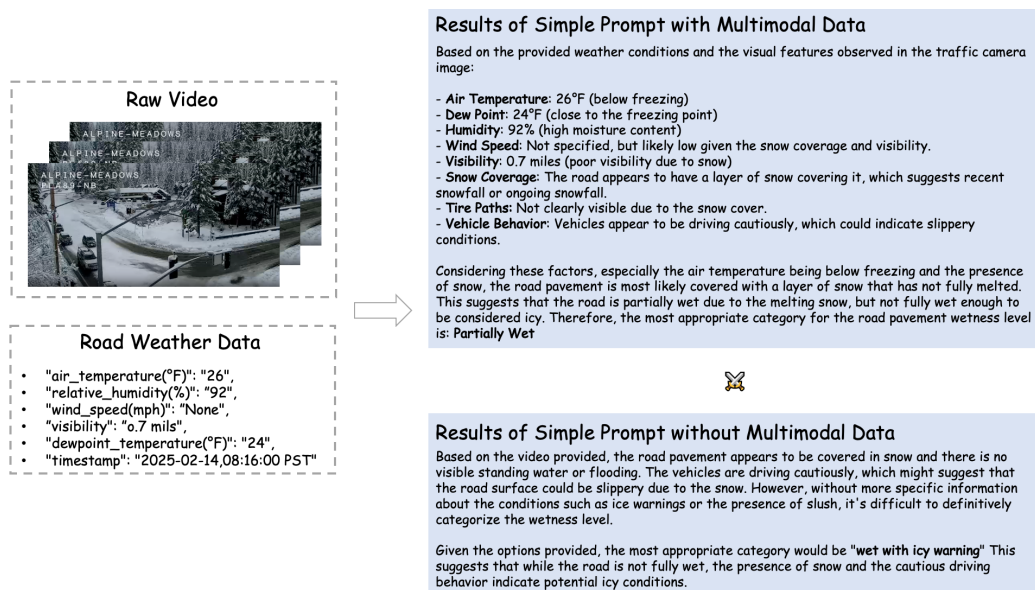 Raw Video
ALPINE-MEADOWS
ALPINE-MEADOWS
ALPINE-MEADOWS
PLA89-NB
Road Weather Data
• "air_temperature(°F)": "26",
• "relative_humidity(%)": "92",
• "wind_speed(mph)": "None",
• "visibility": "o.7 mils",
• "dewpoint_temperature(°F)": "24",
• "timestamp": "2025-02-14,08:16:00 PST"
Results of Simple Prompt with Multimodal Data
Based on the provided weather conditions and the visual features observed in the traffic camera
image:
- Air Temperature: 26°F (below freezing)
- Dew Point: 24°F (close to the freezing point)
- Humidity: 92% (high moisture content)
- Wind Speed: Not specified, but likely low given the snow coverage and visibility.
- Visibility: 0.7 miles (poor visibility due to snow)
- Snow Coverage: The road appears to have a layer of snow covering it, which suggests recent
snowfall or ongoing snowfall.
- Tire Paths: Not clearly visible due to the snow cover.
- Vehicle Behavior: Vehicles appear to be driving cautiously, which could indicate slippery
conditions.
Considering these factors, especially the air temperature being below freezing and the presence
of snow, the road pavement is most likely covered with a layer of snow that has not fully melted.
This suggests that the road is partially wet due to the melting snow, but not fully wet enough to
be considered icy. Therefore, the most appropriate category for the road pavement wetness level
is: Partially Wet
Results of Simple Prompt without Multimodal Data
Based on the video provided, the road pavement appears to be covered in snow and there is no
visible standing water or flooding. The vehicles are driving cautiously, which might suggest that
the road surface could be slippery due to the snow. However, without more specific information
about the conditions such as ice warnings or the presence of slush, it's difficult to definitively
categorize the wetness level.
Given the options provided, the most appropriate category would be "wet with icy warning" This
suggests that while the road is not fully wet, the presence of snow and the cautious driving
behavior indicate potential icy conditions.